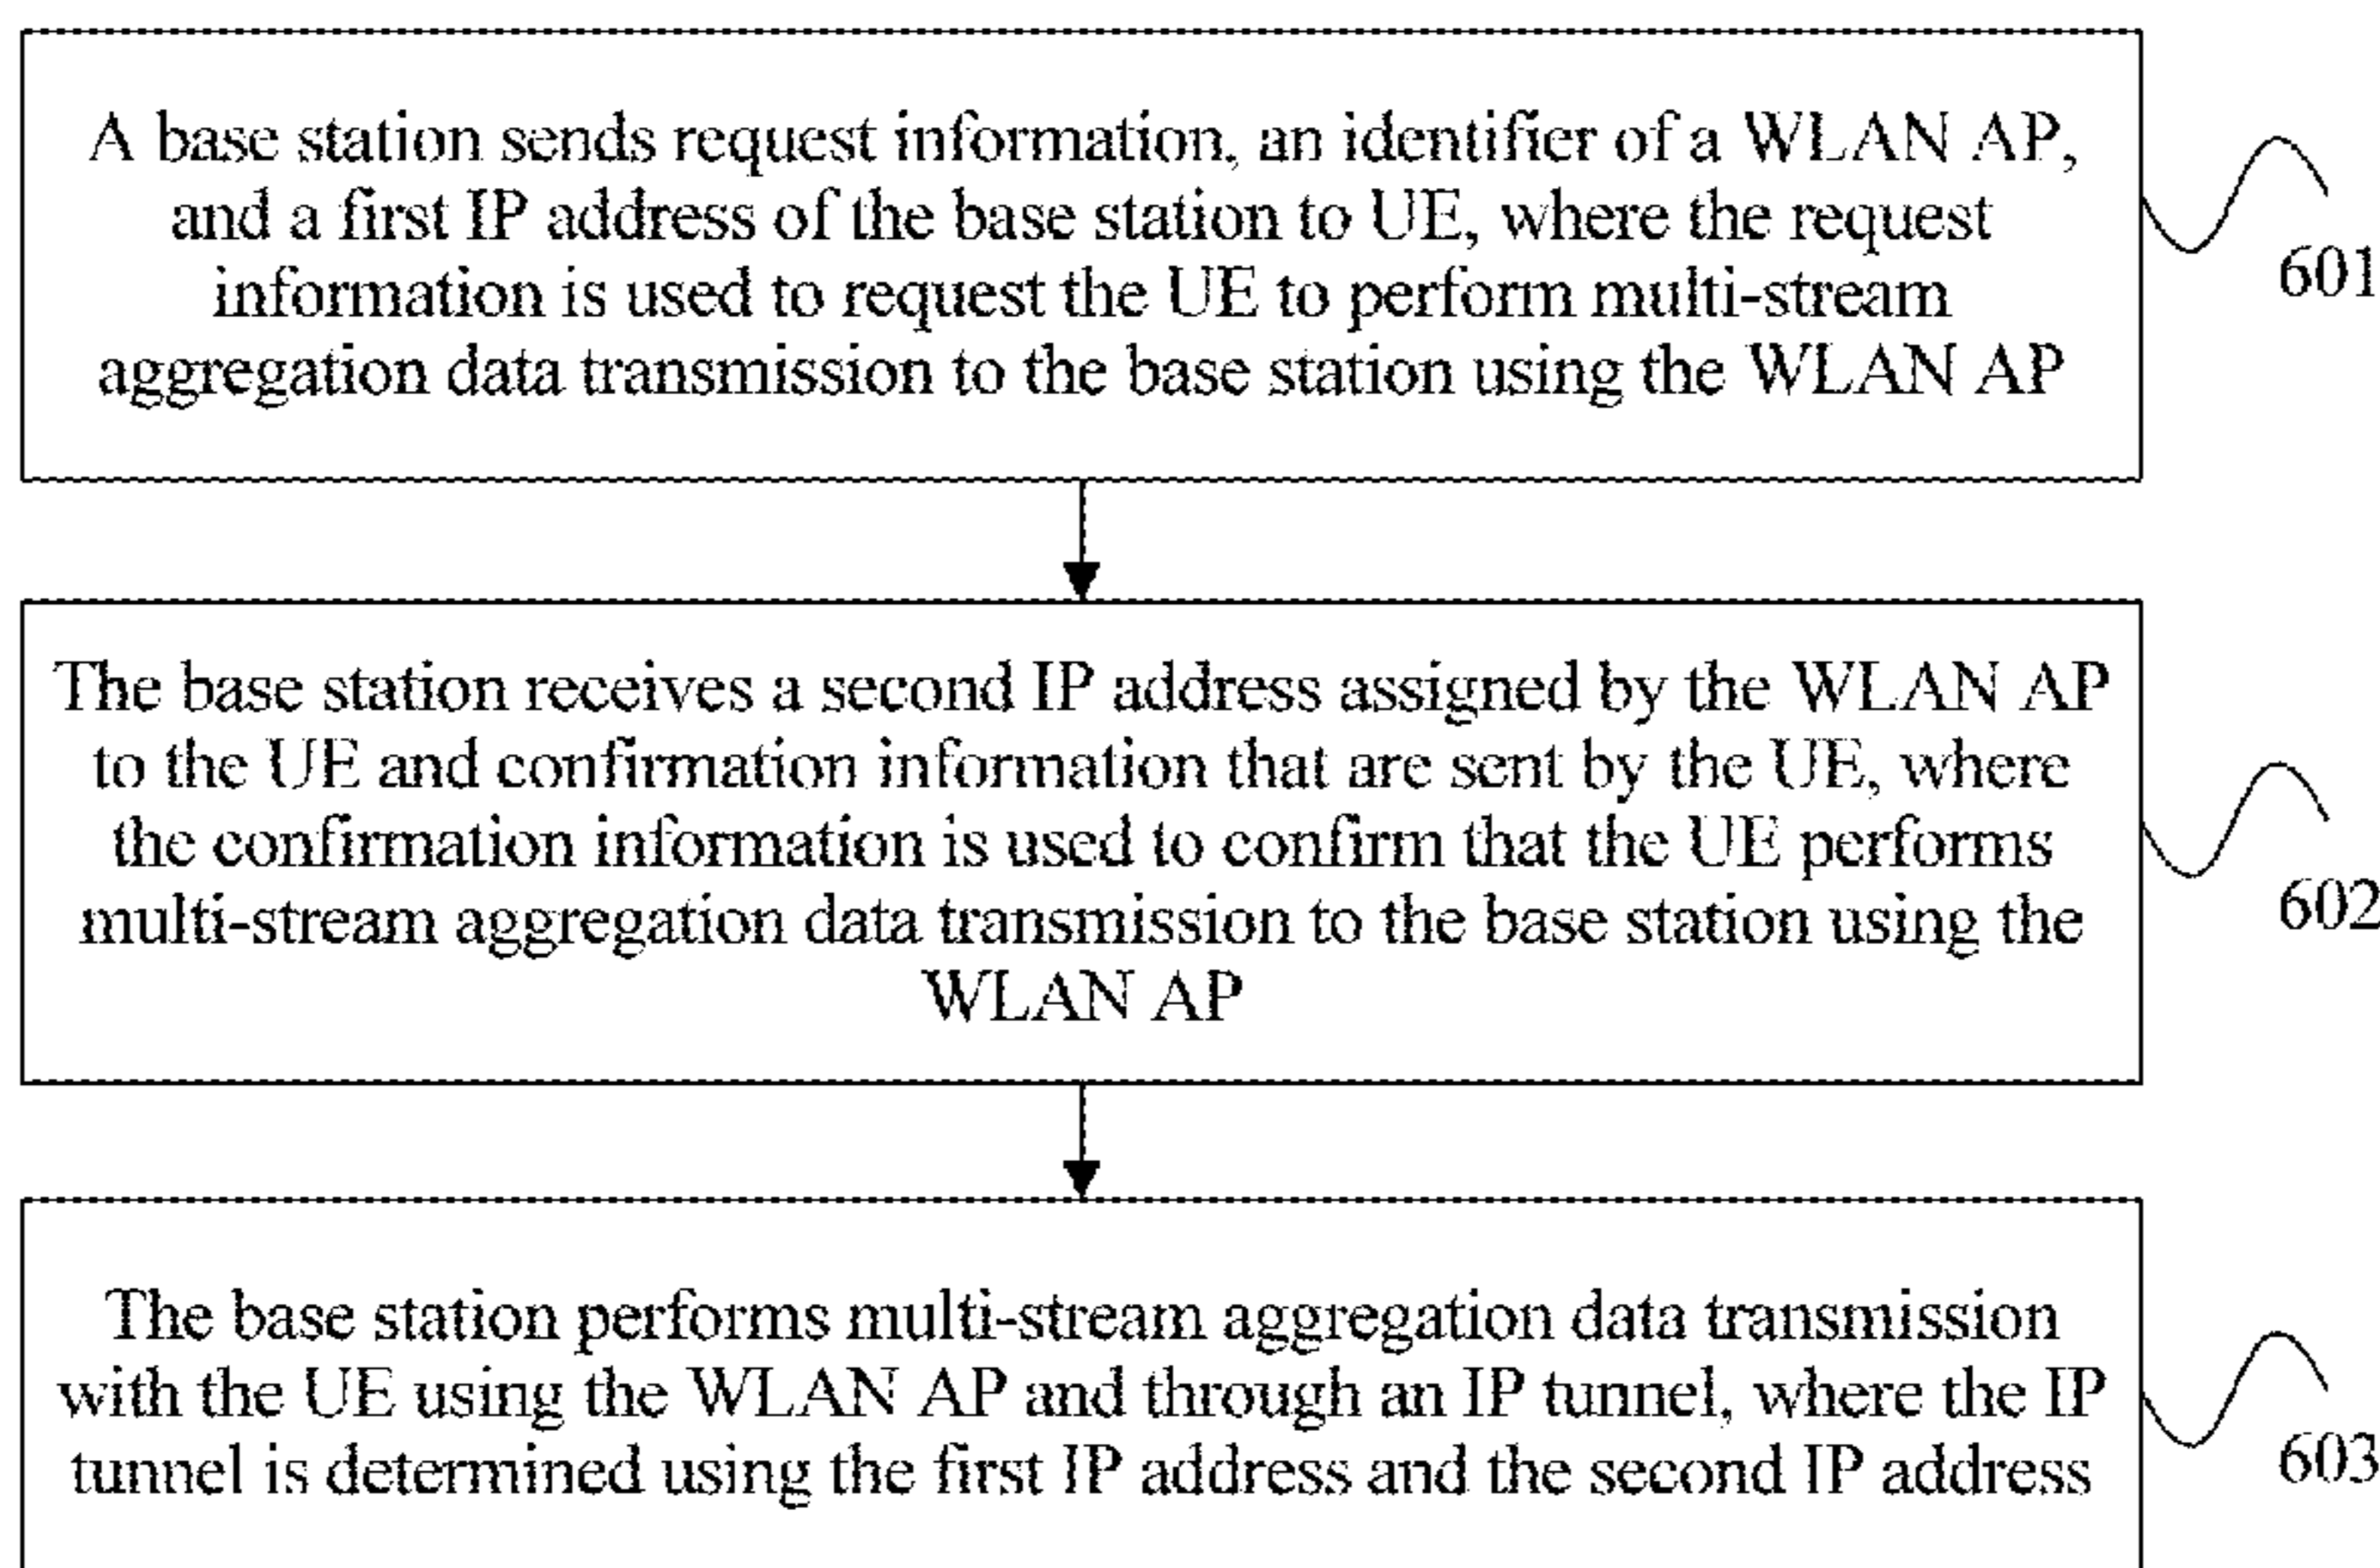 A base station sends request information, an identifier of a WLAN AP,
and a first IP address of the base station to UE, where the request
information is used to request the UE to perform multi-stream
aggregation data transmission to the base station using the WLAN AP
601
The base station receives a second IP address assigned by the WLAN AP
to the UE and confirmation information that are sent by the UE, where
the confirmation information is used to confirm that the UE performs
multi-stream aggregation data transmission to the base station using the
WLAN AP
602
The base station performs multi-stream aggregation data transmission
with the UE using the WLAN AP and through an IP tunnel, where the IP
tunnel is determined using the first IP address and the second IP address
603